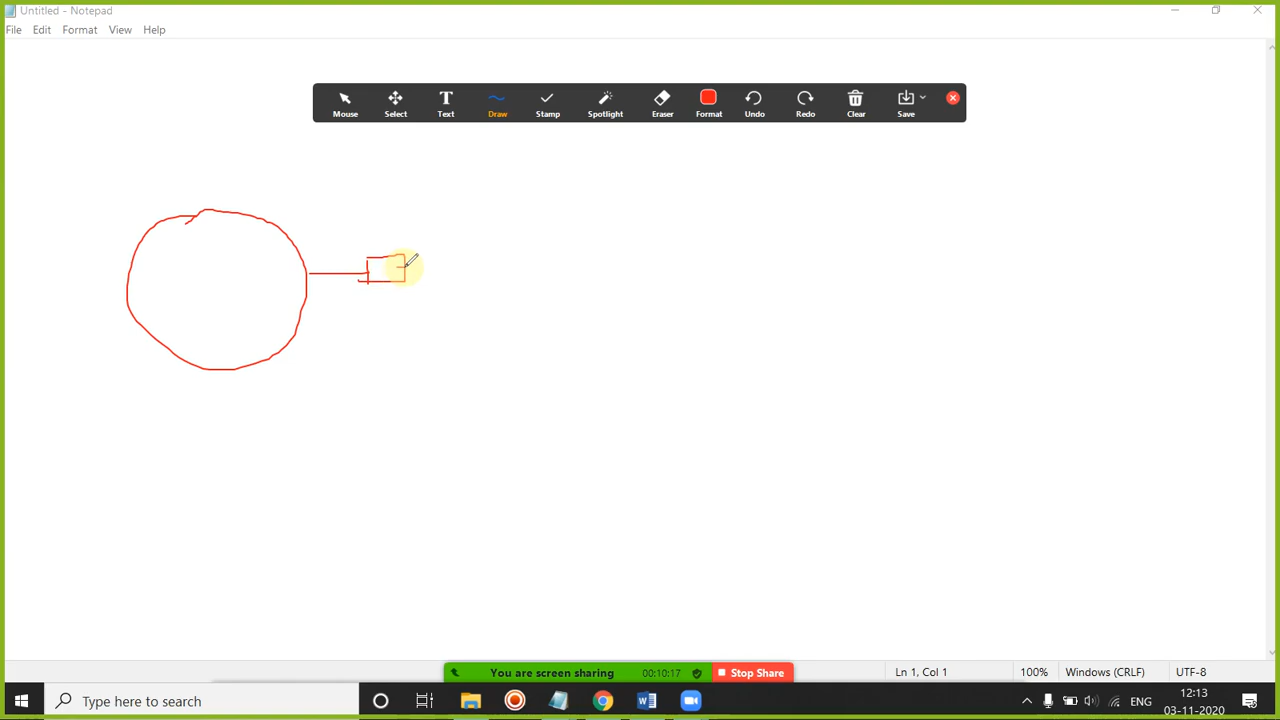 Untitled - Notepad
File Edit Format View Help
Mouse Select Text Draw Stamp Spotlight Eraser Format Undo Redo Clear Save
You are screen sharing 00:10:17 Stop Share
Ln 1, Col 1 100% Windows (CRLF) UTF-8
Type here to search
ENG
12:13
03-11-2020